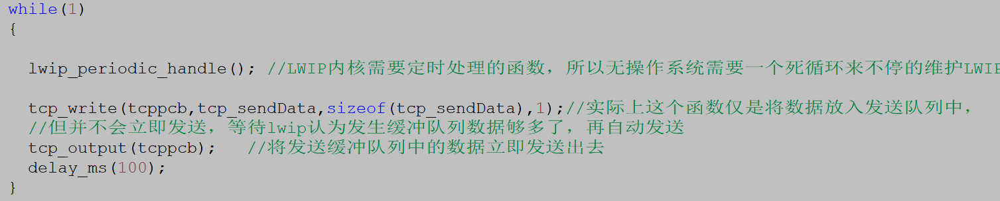 while(1)
{
lwip_periodic_handle(); //LWIP内核需要定时处理的函数，所以无操作系统需要一个死循环来不停的维护LWIP
tcp_write(tcppcb,tcp_sendData,sizeof(tcp_sendData),1);//实际上这个函数仅是将数据放入发送队列中，
//但并不会立即发送，等待lwip认为发生缓冲队列数据够多了，再自动发送
tcp_output(tcppcb);   //将发送缓冲队列中的数据立即发送出去
delay_ms(100);
}